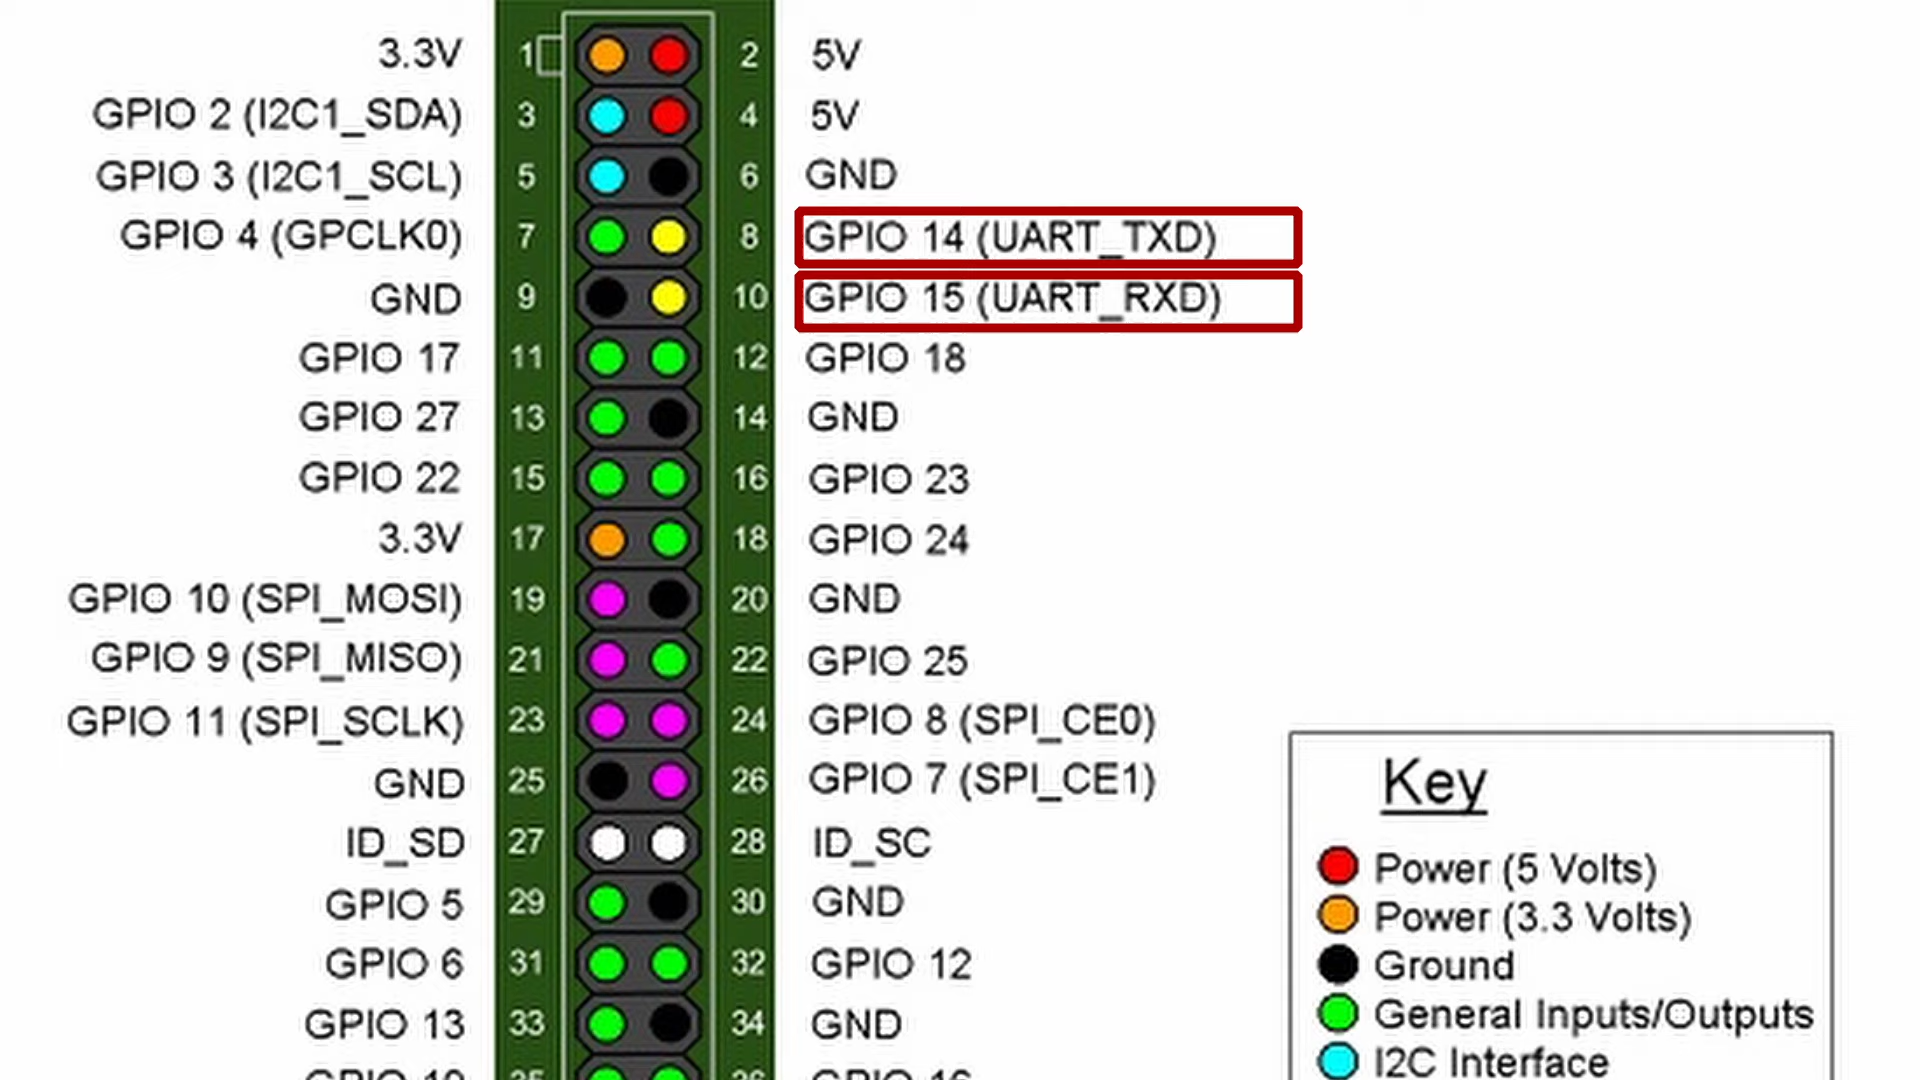 3.3V 1 2 5V
GPIO 2 (I2C1_SDA) 3 4 5V
GPIO 3 (I2C1_SCL) 5 6 GND
GPIO 4 (GPCLK0) 7 8 GPIO 14 (UART_TXD)
GND 9 10 GPIO 15 (UART_RXD)
GPIO 17 11 12 GPIO 18
GPIO 27 13 14 GND
GPIO 22 15 16 GPIO 23
3.3V 17 18 GPIO 24
GPIO 10 (SPI_MOSI) 19 20 GND
GPIO 9 (SPI_MISO) 21 22 GPIO 25
GPIO 11 (SPI_SCLK) 23 24 GPIO 8 (SPI_CE0)
GND 25 26 GPIO 7 (SPI_CE1)
ID_SD 27 28 ID_SC
GPIO 5 29 30 GND
GPIO 6 31 32 GPIO 12
GPIO 13 33 34 GND
GPIO 19 35 36 GPIO 16
Key
Power (5 Volts)
Power (3.3 Volts)
Ground
General Inputs/Outputs
I2C Interface